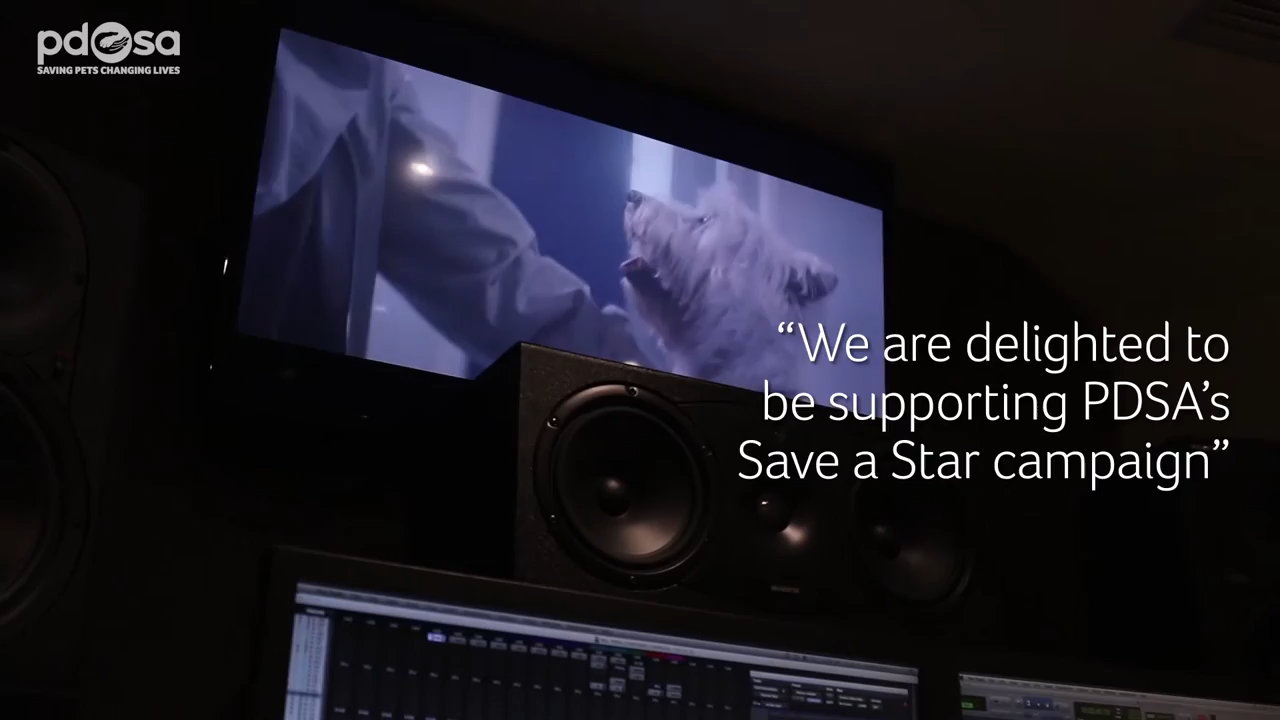 pdsa
SAVING PETS CHANGING LIVES
“We are delighted to
be supporting PDSA’s
Save a Star campaign”